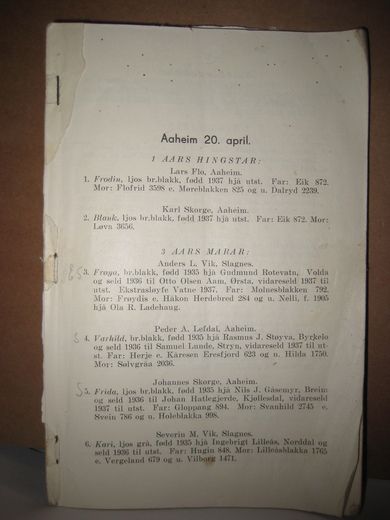 Aaheim 20. april.
1 AARS HINGSTAR:
Lars Flo, Aaheim.
1. Frodin, ljos br.blakk, fødd 1937 hjå utst. Far: Eik 872.
Mor: Flofrid 3598 e. Møreblakken 825 og u. Dalryd 2239.
Karl Skorge, Aaheim.
2. Blank, ljos br.blakk, fødd 1937 hjå utst. Far: Eik 872. Mor:
Løvn 3656.
3 AARS MARAR:
Anders L. Vik, Slagnes.
3. Frøya, br.blakk, fødd 1935 hjå Gudmund Rotevatn, Volda
og seld 1936 til Otto Olsen Aam, Ørsta, vidareseld 1937 til
utst. Ekstrasløyfe Vatne 1937. Far: Molnesblakken 792.
Mor: Frøydis e. Håkon Herdebred 284 og u. Nelli, f. 1905
hjå Ola R. Ladehaug.
Peder A. Lefdal, Aaheim.
4. Varhild, br.blakk, fødd 1935 hjå Rasmus J. Støyva, Byrkelo
og seld 1936 til Samuel Lunde, Stryn, vidareseld 1937 til ut-
st. Far: Herje e. Kåresen Eresfjord 623 og u. Hilda 1750.
Mor: Sølvgråa 2036.
Johannes Skorge, Aaheim.
5. Frida, ljos br.blakk, fødd 1935 hjå Nils J. Gåsemyr, Breim
og seld 1936 til Johan Hatlegjerde, Kjøllesdal, vidareseld
1937 til utst. Far: Gloppang 894. Mor: Svanhild 2745 e.
Svein 786 og u. Holeblakka 998.
Severin M. Vik, Slagnes.
6. Kari, ljos grå, fødd 1935 hjå Ingebrigt Lilleås, Norddal og
seld 1936 til utst. Far: Hugin 848. Mor: Lilleåsblakka 1765
e. Vergeland 679 og u. Vilborg 1471.